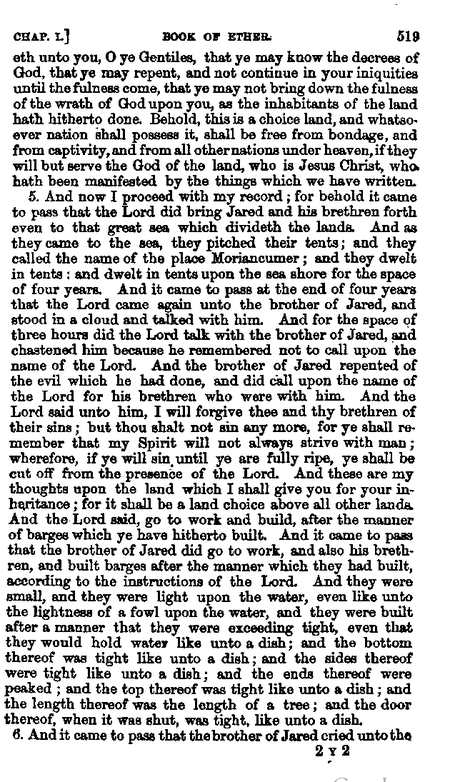 CHAP. I.] BOOK OF ETHER. 519
eth unto you, O ye Gentiles, that ye may know the decrees of
God, that ye may repent, and not continue in your iniquities
until the fulness come, that ye may not bring down the fulness
of the wrath of God upon you, as the inhabitants of the land
hath hitherto done. Behold, this is a choice land, and whatso-
ever nation shall possess it, shall be free from bondage, and
from captivity, and from all other nations under heaven, if they
will but serve the God of the land, who is Jesus Christ, who
hath been manifested by the things which we have written.
5. And now I proceed with my record; for behold it came
to pass that the Lord did bring Jared and his brethren forth
even to that great sea which divideth the lands. And as
they came to the sea, they pitched their tents; and they
called the name of the place Moriancumer; and they dwelt
in tents: and dwelt in tents upon the sea shore for the space
of four years. And it came to pass at the end of four years
that the Lord came again unto the brother of Jared, and
stood in a cloud and talked with him. And for the space of
three hours did the Lord talk with the brother of Jared, and
chastened him because he remembered not to call upon the
name of the Lord. And the brother of Jared repented of
the evil which he had done, and did call upon the name of
the Lord for his brethren who were with him. And the
Lord said unto him, I will forgive thee and thy brethren of
their sins; but thou shalt not sin any more, for ye shall re-
member that my Spirit will not always strive with man;
wherefore, if ye will sin until ye are fully ripe, ye shall be
cut off from the presence of the Lord. And these are my
thoughts upon the land which I shall give you for your in-
heritance; for it shall be a land choice above all other lands.
And the Lord said, go to work and build, after the manner
of barges which ye have hitherto built. And it came to pass
that the brother of Jared did go to work, and also his breth-
ren, and built barges after the manner which they had built,
according to the instructions of the Lord. And they were
small, and they were light upon the water, even like unto
the lightness of a fowl upon the water, and they were built
after a manner that they were exceeding tight, even that
they would hold water like unto a dish; and the bottom
thereof was tight like unto a dish; and the sides thereof
were tight like unto a dish; and the ends thereof were
peaked; and the top thereof was tight like unto a dish; and
the length thereof was the length of a tree; and the door
thereof, when it was shut, was tight, like unto a dish.
6. And it came to pass that the brother of Jared cried unto the
2 Y 2